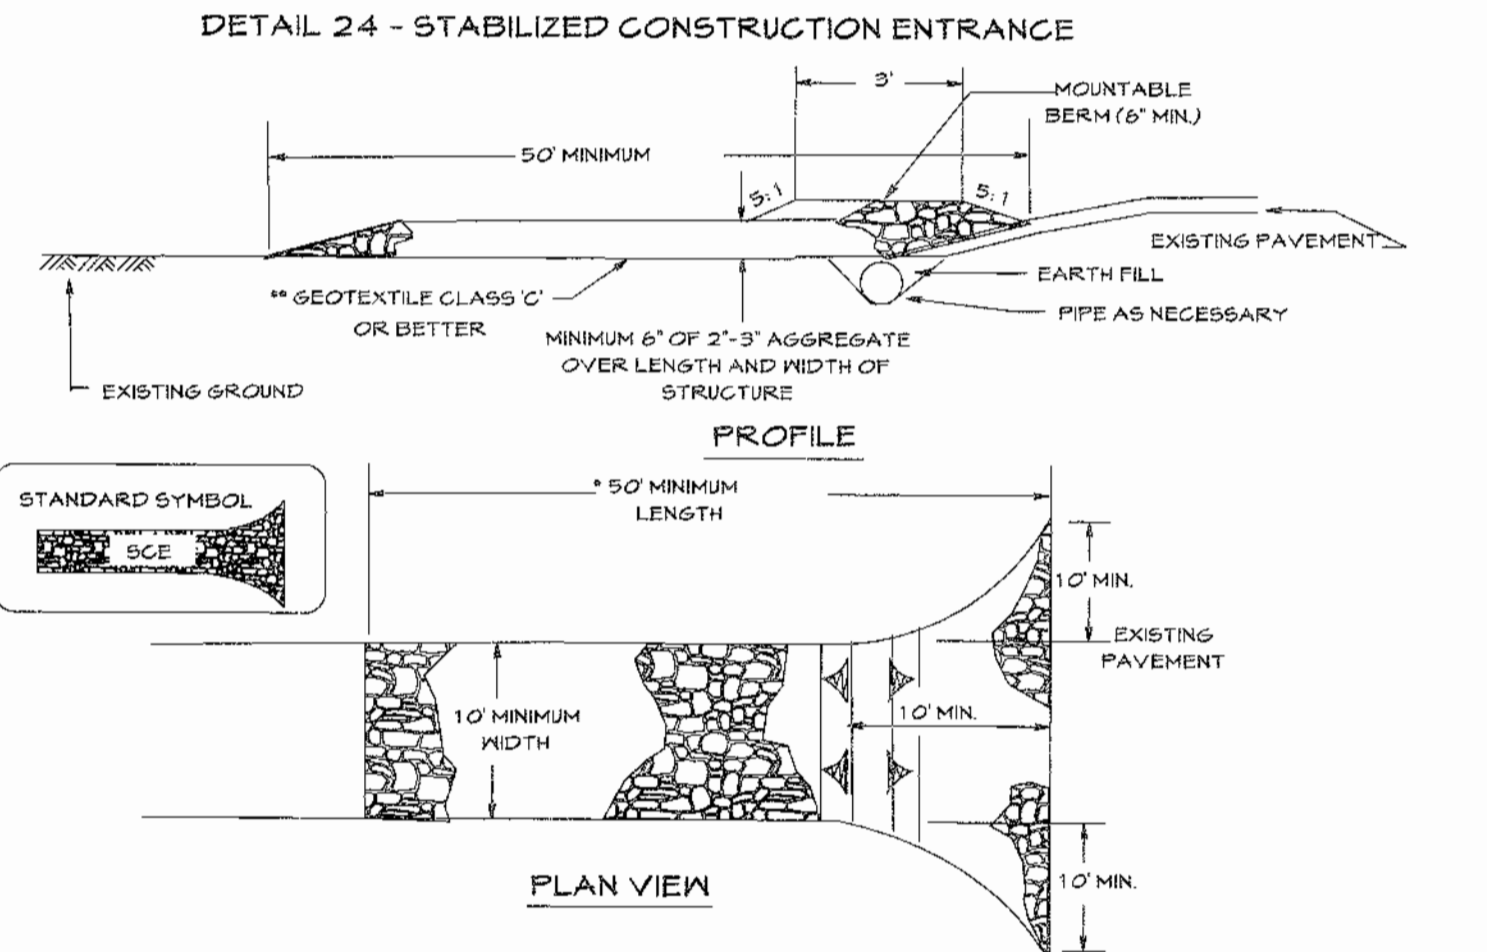 DETAIL 24 - STABILIZED CONSTRUCTION ENTRANCE
3'
MOUNTABLE
BERM (6" MIN.)
50' MINIMUM
5:1
5:1
EXISTING PAVEMENT
EARTH FILL
** GEOTEXTILE CLASS 'C'
OR BETTER
PIPE AS NECESSARY
MINIMUM 6" OF 2"-3" AGGREGATE
OVER LENGTH AND WIDTH OF
STRUCTURE
EXISTING GROUND
PROFILE
STANDARD SYMBOL
SCE
* 50' MINIMUM
LENGTH
10' MIN.
EXISTING
PAVEMENT
10' MINIMUM
WIDTH
10' MIN.
10' MIN.
PLAN VIEW